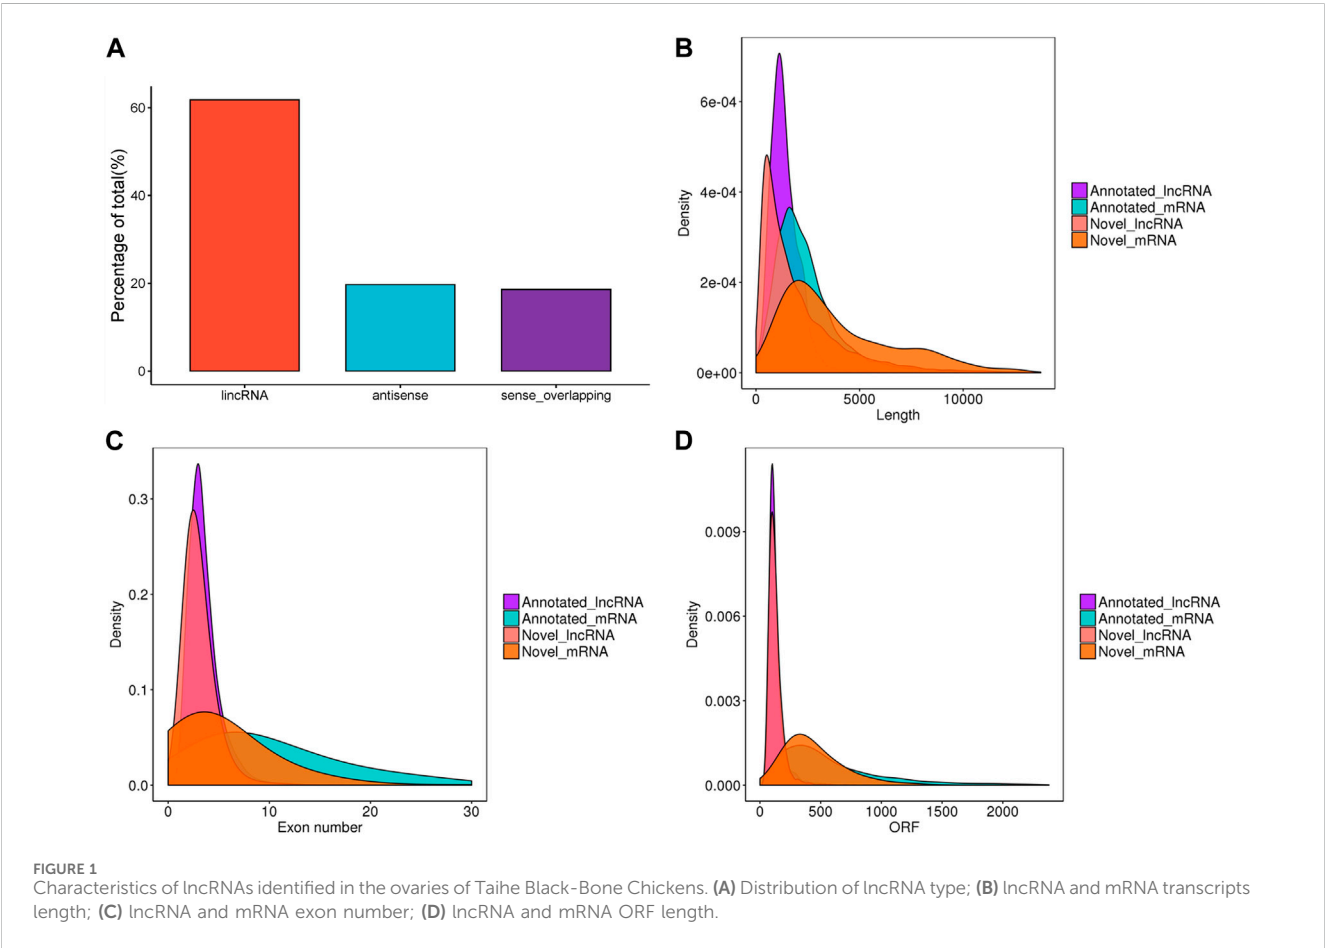 A
Percentage of total(%)
60
40
20
0
lincRNA
antisense
sense_overlapping
B
Density
6e-04
4e-04
2e-04
0e+00
0
5000
10000
Length
Annotated_lncRNA
Annotated_mRNA
Novel_lncRNA
Novel_mRNA
C
Density
0.3
0.2
0.1
0.0
0
10
20
30
Exon number
Annotated_lncRNA
Annotated_mRNA
Novel_lncRNA
Novel_mRNA
D
Density
0.009
0.006
0.003
0.000
0
500
1000
1500
2000
ORF
Annotated_lncRNA
Annotated_mRNA
Novel_lncRNA
Novel_mRNA
FIGURE 1
Characteristics of lncRNAs identified in the ovaries of Taihe Black-Bone Chickens. (A) Distribution of lncRNA type; (B) lncRNA and mRNA transcripts
length; (C) lncRNA and mRNA exon number; (D) lncRNA and mRNA ORF length.